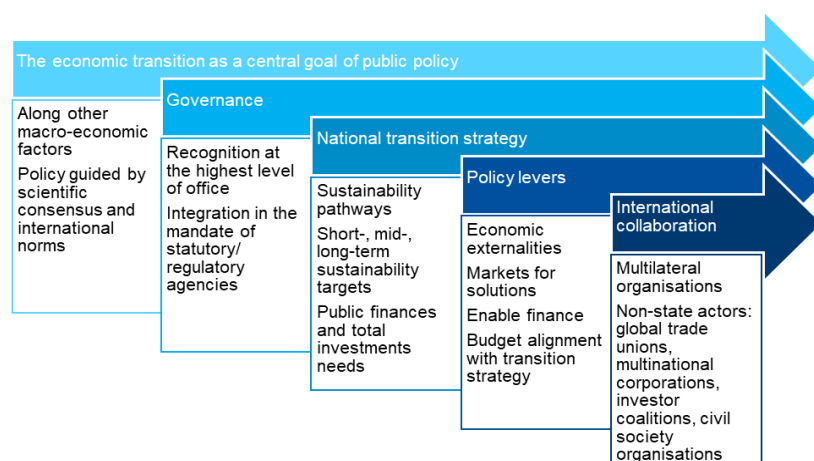 The economic transition as a central goal of public policy
Along other
macro-economic
factors
Policy guided by
scientific
consensus and
international
norms
Governance
Recognition at
the highest level
of office
Integration in the
mandate of
statutory/
regulatory
agencies
National transition strategy
Sustainability
pathways
Short-, mid-,
long-term
sustainability
targets
Public finances
and total
investments
needs
Policy levers
Economic
externalities
Markets for
solutions
Enable finance
Budget alignment
with transition
strategy
International
collaboration
Multilateral
organisations
Non-state actors:
global trade
unions,
multinational
corporations,
investor
coalitions, civil
society
organisations